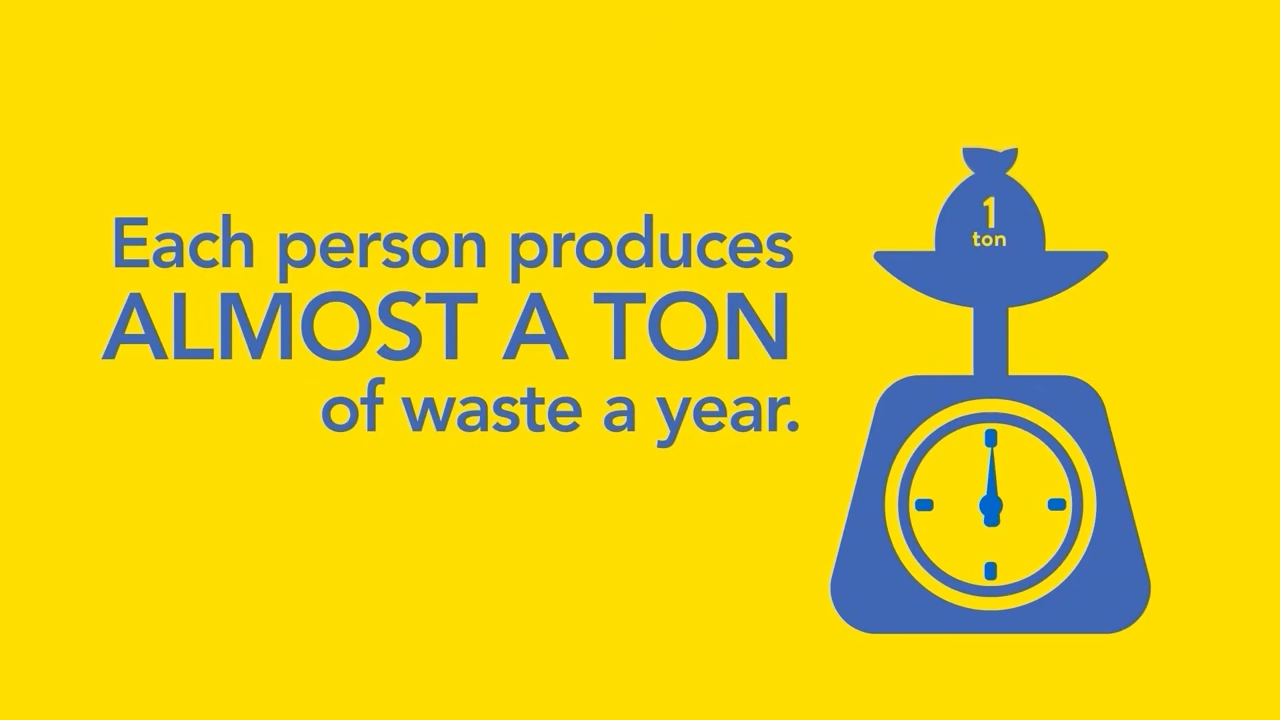 Each person produces
ALMOST A TON
of waste a year.
1
ton